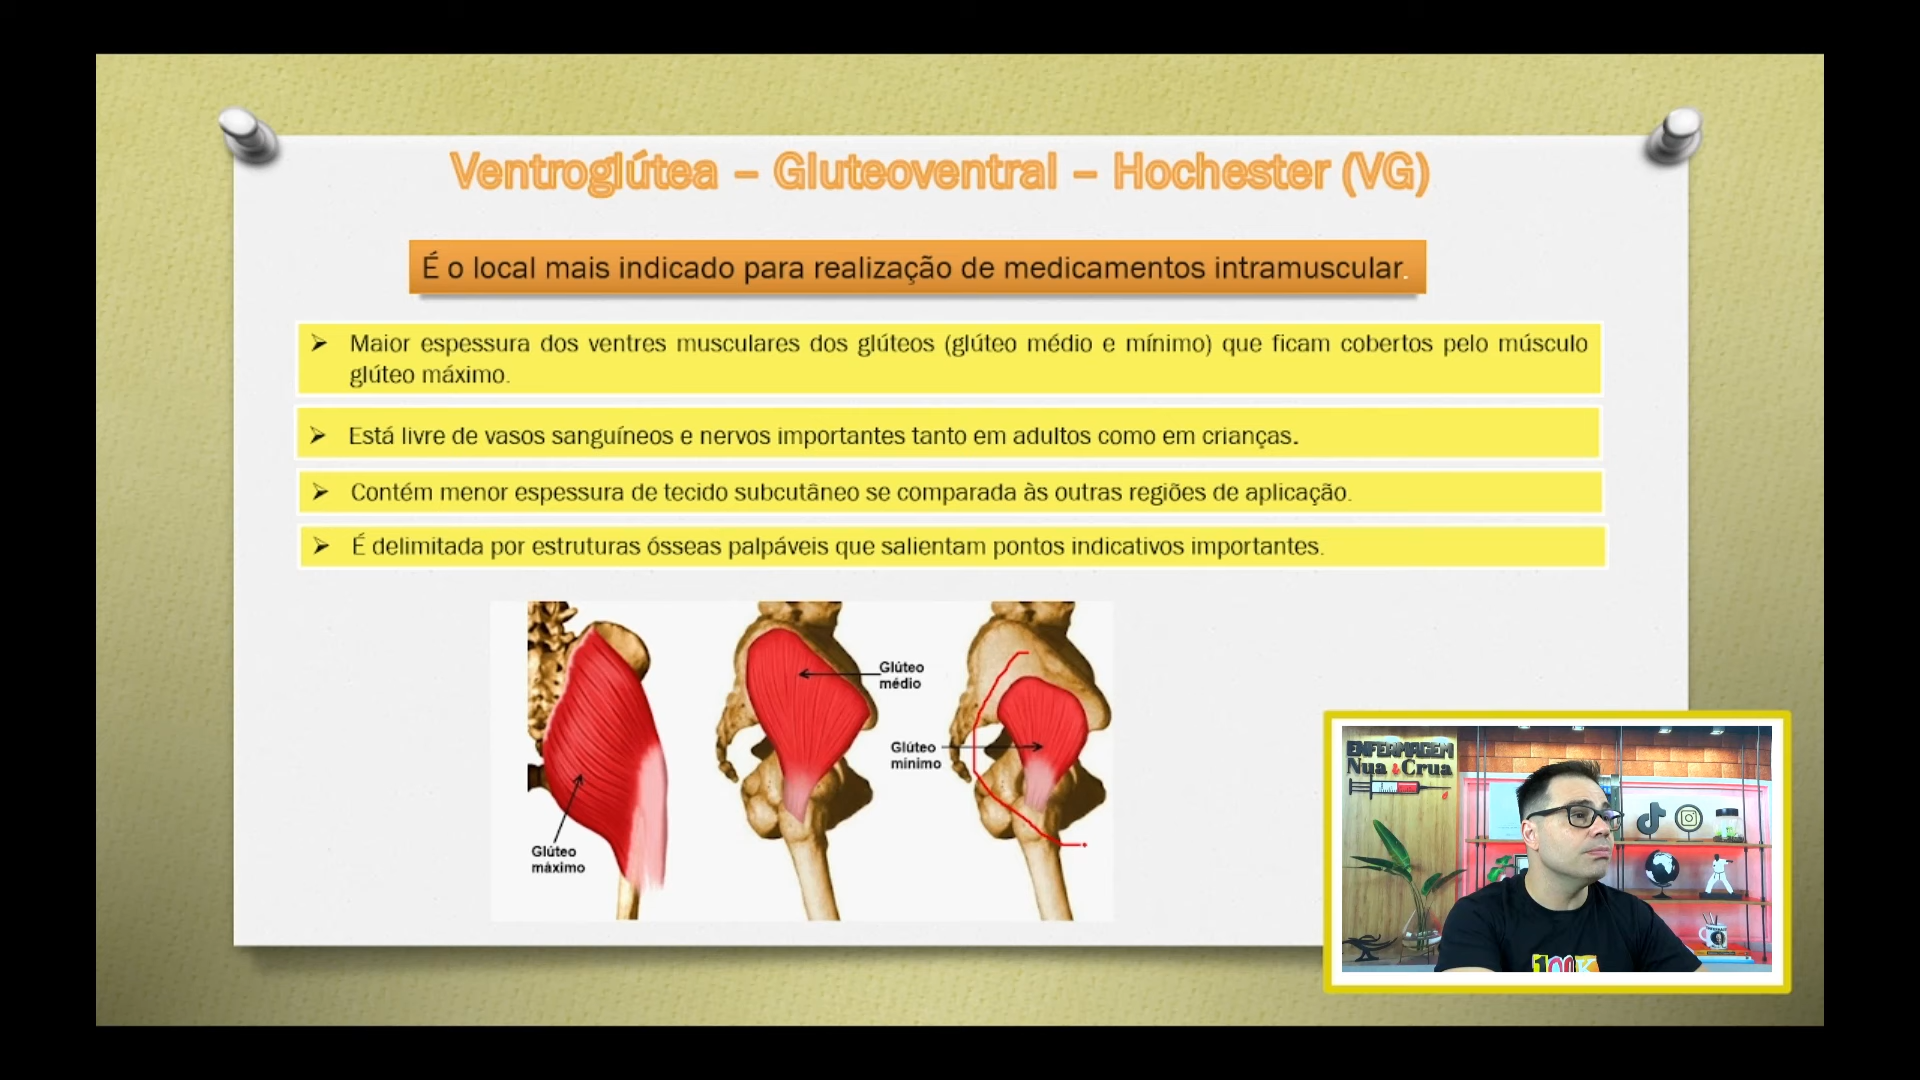 Ventroglútea – Gluteoventral – Hochester (VG)
É o local mais indicado para realização de medicamentos intramuscular.
Maior espessura dos ventres musculares dos glúteos (glúteo médio e mínimo) que ficam cobertos pelo músculo
glúteo máximo.
Está livre de vasos sanguíneos e nervos importantes tanto em adultos como em crianças.
Contém menor espessura de tecido subcutâneo se comparada às outras regiões de aplicação.
É delimitada por estruturas ósseas palpáveis que salientam pontos indicativos importantes.
Glúteo
médio
Glúteo
mínimo
Glúteo
máximo
ENFERMAGEM
Nua & Crua
100K